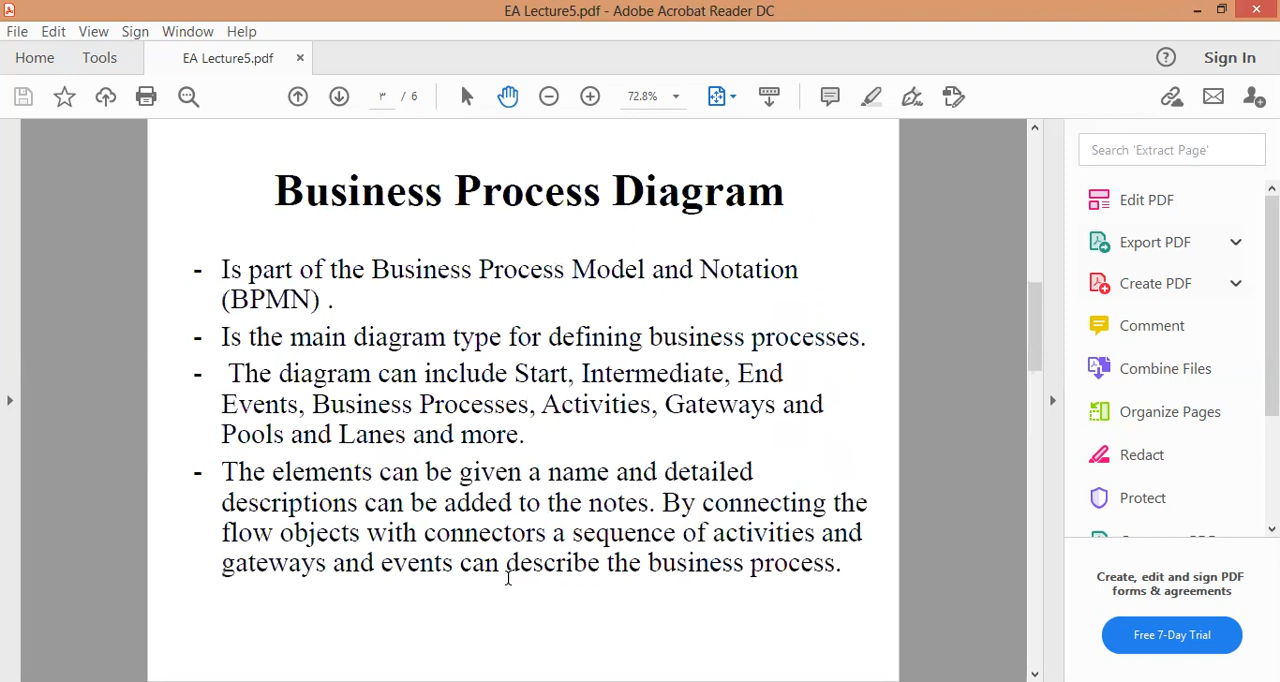 EA Lecture5.pdf - Adobe Acrobat Reader DC
File Edit View Sign Window Help
Home Tools EA Lecture5.pdf × ? Sign In
٣ / 6 72.8%
Search 'Extract Page'
Business Process Diagram
- Is part of the Business Process Model and Notation
(BPMN) .
- Is the main diagram type for defining business processes.
- The diagram can include Start, Intermediate, End
Events, Business Processes, Activities, Gateways and
Pools and Lanes and more.
- The elements can be given a name and detailed
descriptions can be added to the notes. By connecting the
flow objects with connectors a sequence of activities and
gateways and events can describe the business process.
Edit PDF
Export PDF
Create PDF
Comment
Combine Files
Organize Pages
Redact
Protect
Create, edit and sign PDF
forms & agreements
Free 7-Day Trial